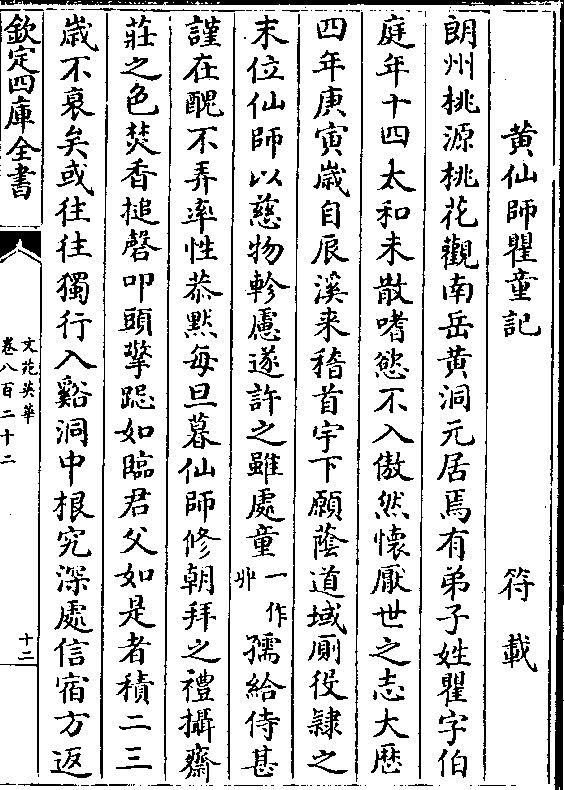 黄仙師瞿童記　符載
朗州桃源桃花觀南岳黄洞元居焉有弟子姓瞿字伯
庭年十四太和未散嗜慾不入傲然懷厭世之志大厯
四年庚寅嵗自辰溪来稽首宇下願蔭道域厠役隷之
末位仙師以慈物軫慮遂許之雖處童一作丱孺給侍甚
謹在醜不弄率性恭黙每旦暮仙師修朝拜之禮攝齋
莊之色焚香搥磬叩頭擎跽如臨君父如是者積二三
嵗不衰矣或往往獨行入谿洞中根究深處信宿方返
欽定四庫全書
文苑英華
卷八百二十二
十二